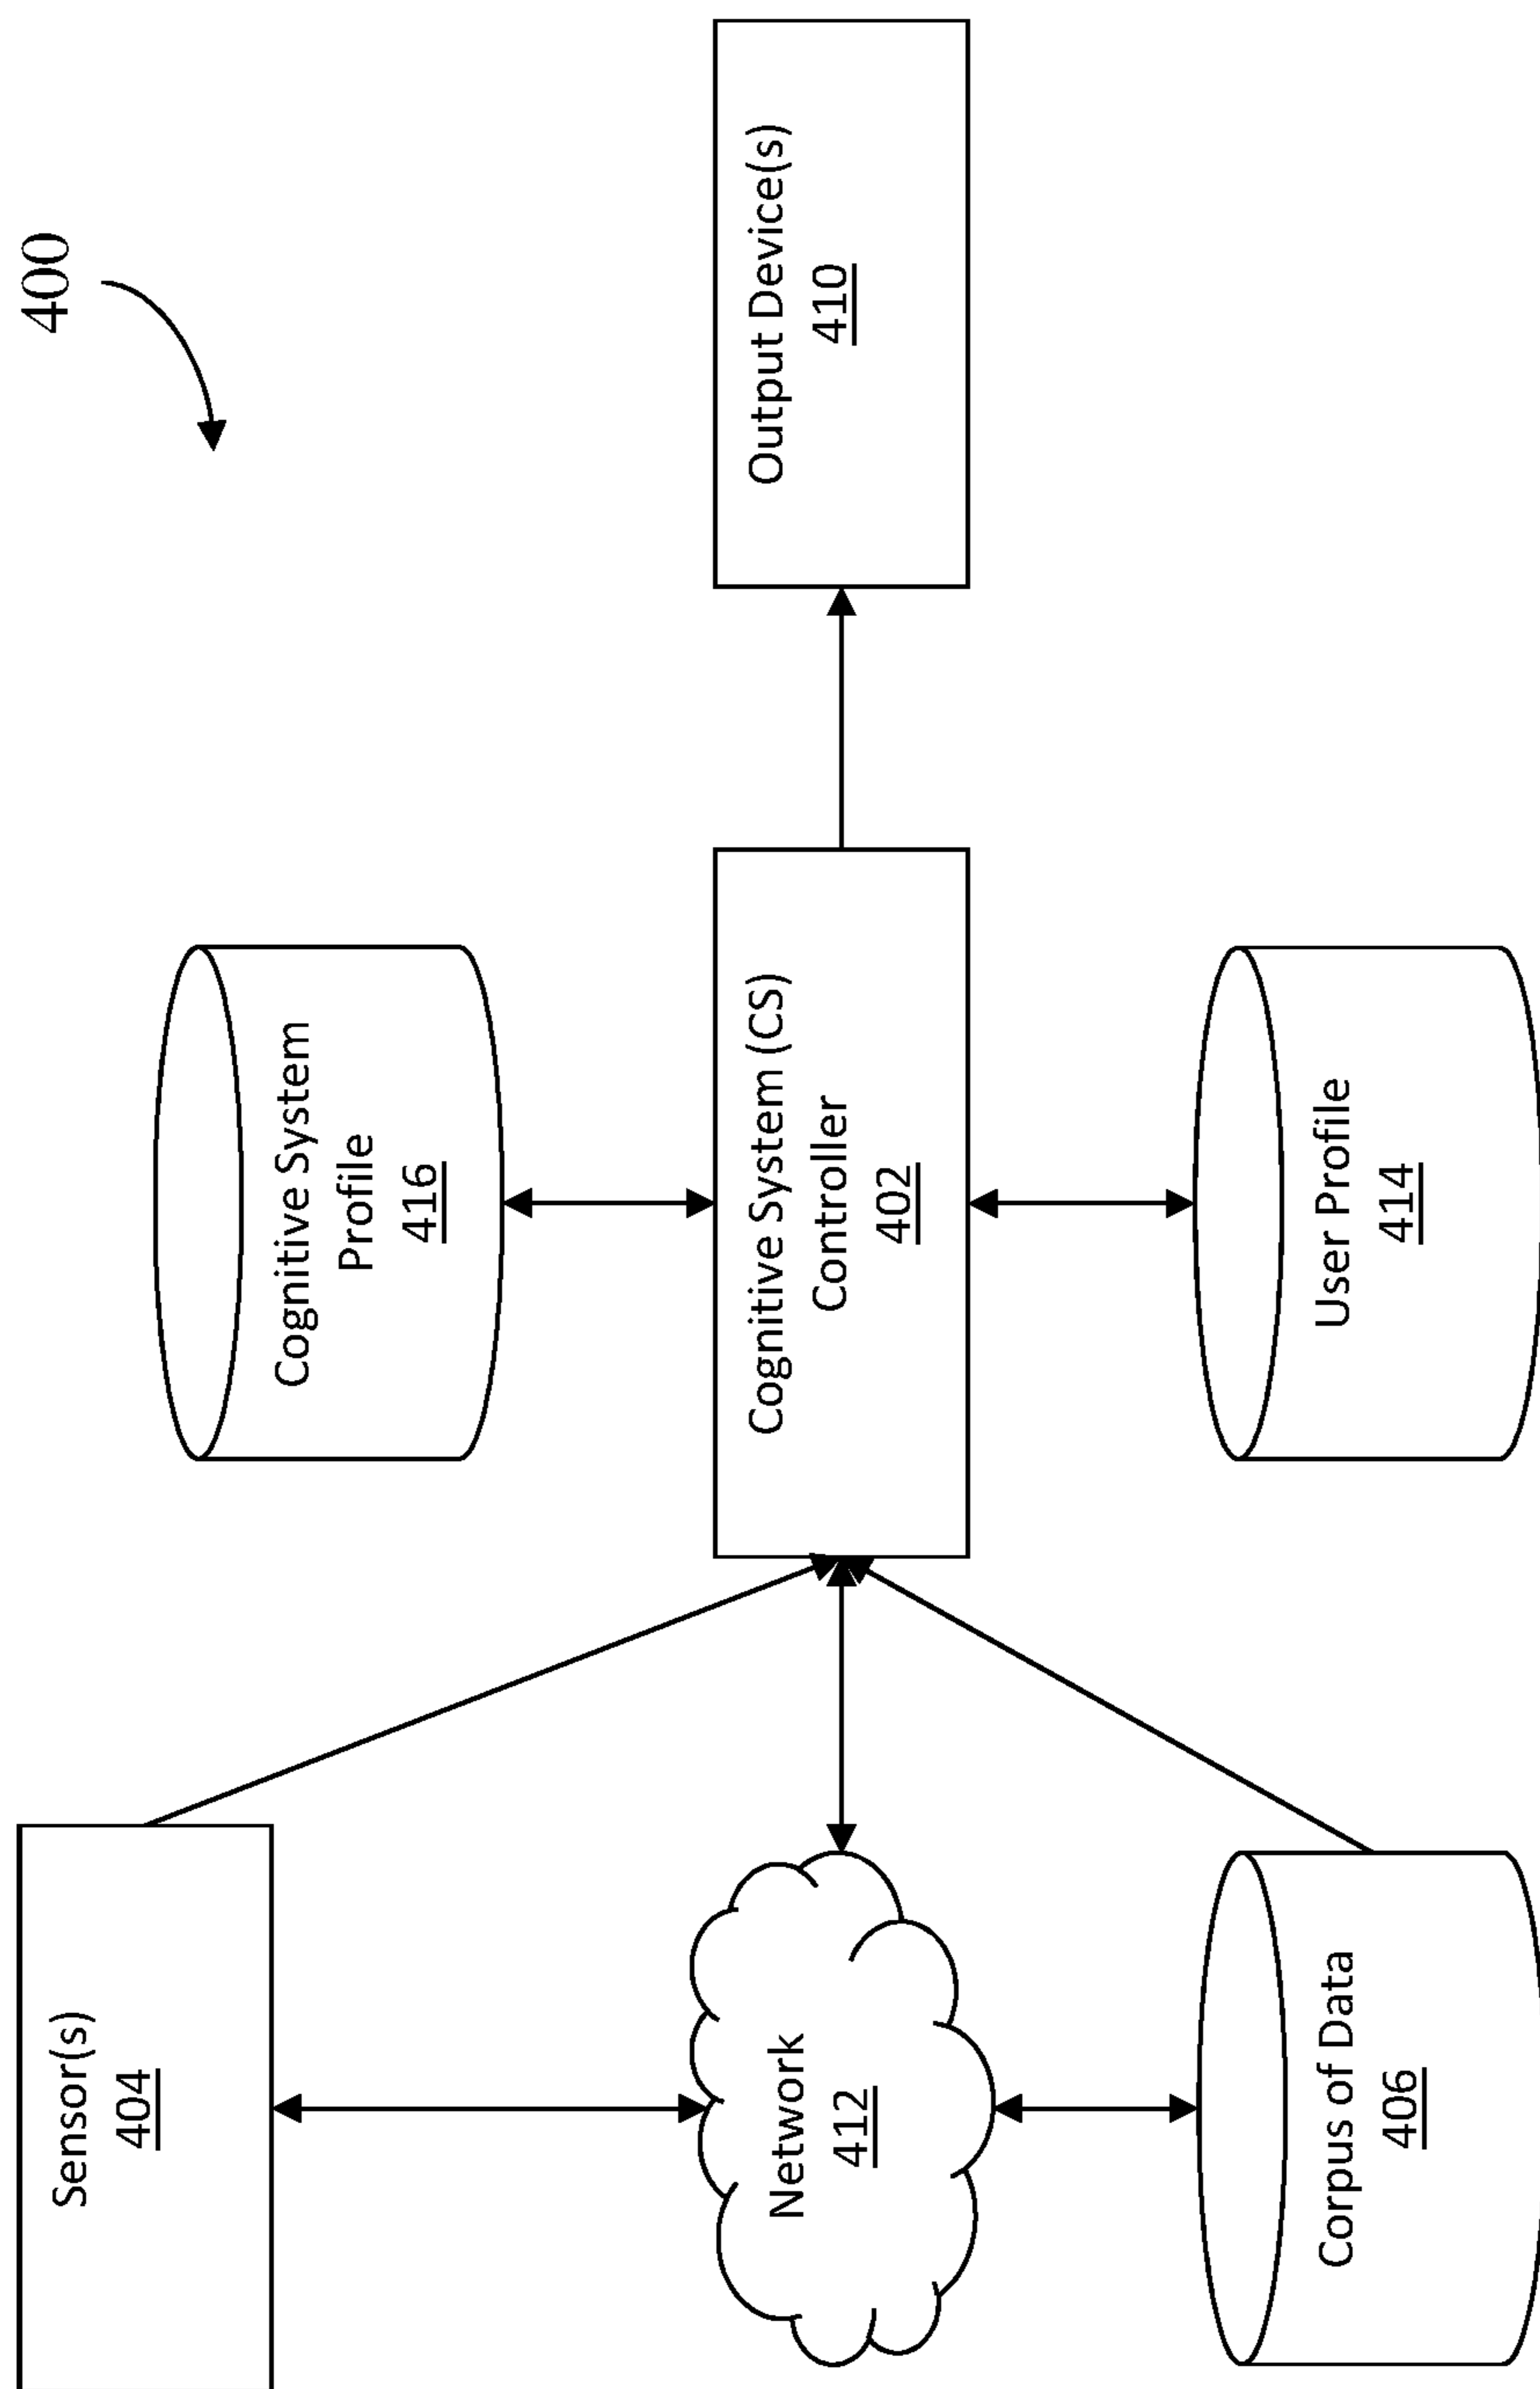 400
Sensor(s)
404
Network
412
Corpus of Data
406
Cognitive System
Profile
416
Cognitive System (CS)
Controller
402
User Profile
414
Output Device(s)
410